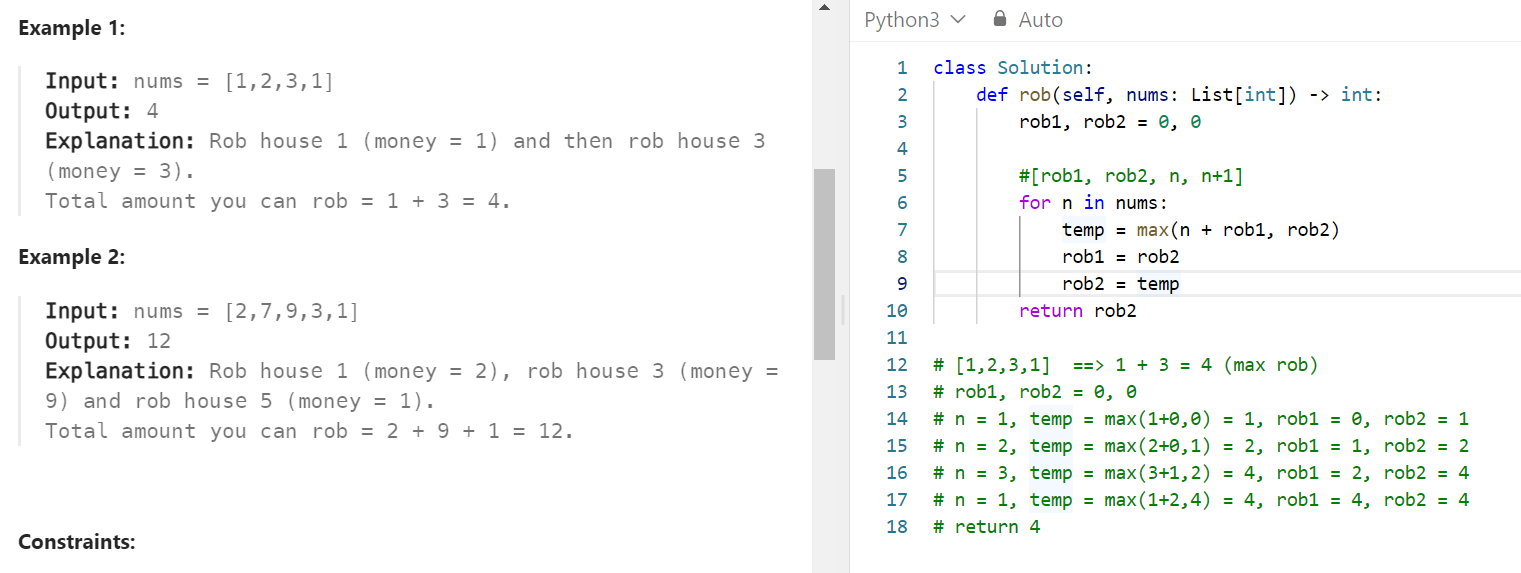 Example 1:
Input: nums = [1,2,3,1]
Output: 4
Explanation: Rob house 1 (money = 1) and then rob house 3
(money = 3).
Total amount you can rob = 1 + 3 = 4.
Example 2:
Input: nums = [2,7,9,3,1]
Output: 12
Explanation: Rob house 1 (money = 2), rob house 3 (money =
9) and rob house 5 (money = 1).
Total amount you can rob = 2 + 9 + 1 = 12.
Constraints:
Python3 Auto
1 class Solution:
2 def rob(self, nums: List[int]) -> int:
3 rob1, rob2 = 0, 0
4
5 #[rob1, rob2, n, n+1]
6 for n in nums:
7 temp = max(n + rob1, rob2)
8 rob1 = rob2
9 rob2 = temp
10 return rob2
11
12 # [1,2,3,1] ==> 1 + 3 = 4 (max rob)
13 # rob1, rob2 = 0, 0
14 # n = 1, temp = max(1+0,0) = 1, rob1 = 0, rob2 = 1
15 # n = 2, temp = max(2+0,1) = 2, rob1 = 1, rob2 = 2
16 # n = 3, temp = max(3+1,2) = 4, rob1 = 2, rob2 = 4
17 # n = 1, temp = max(1+2,4) = 4, rob1 = 4, rob2 = 4
18 # return 4